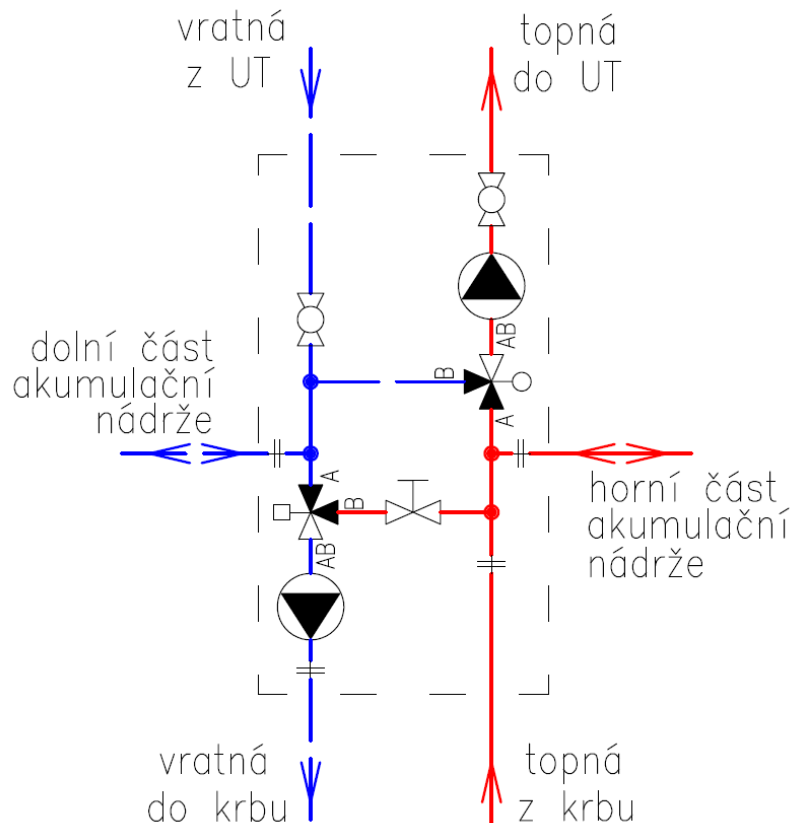 vratná
z UT
topná
do UT
AB
B
A
dolní část
akumulační
nádrže
A
B
AB
horní část
akumulační
nádrže
vratná
do krbu
topná
z krbu